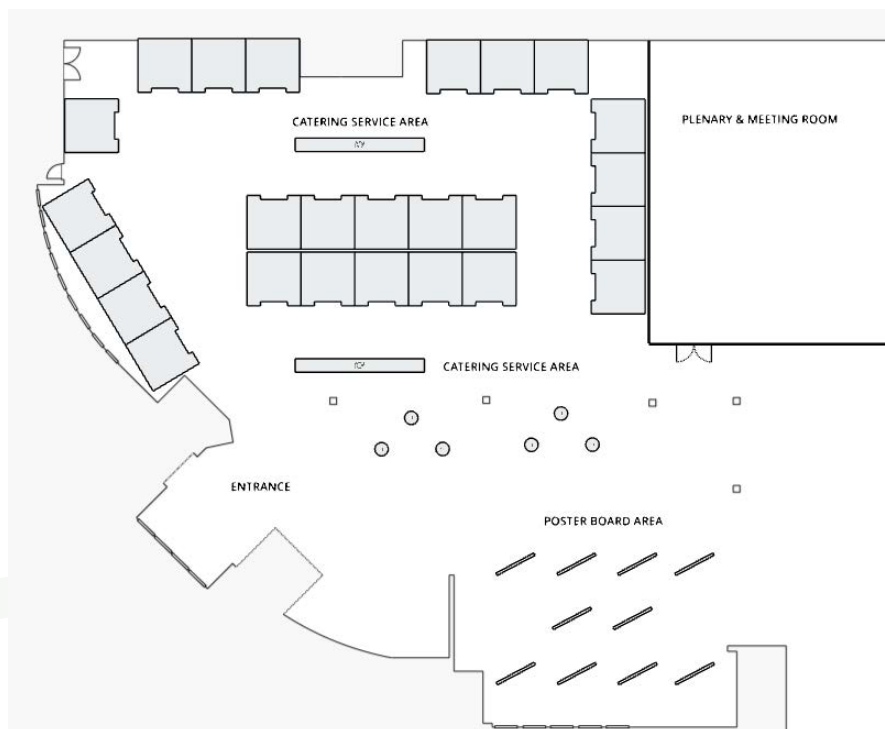 CATERING SERVICE AREA
PLENARY & MEETING ROOM
CATERING SERVICE AREA
ENTRANCE
POSTER BOARD AREA